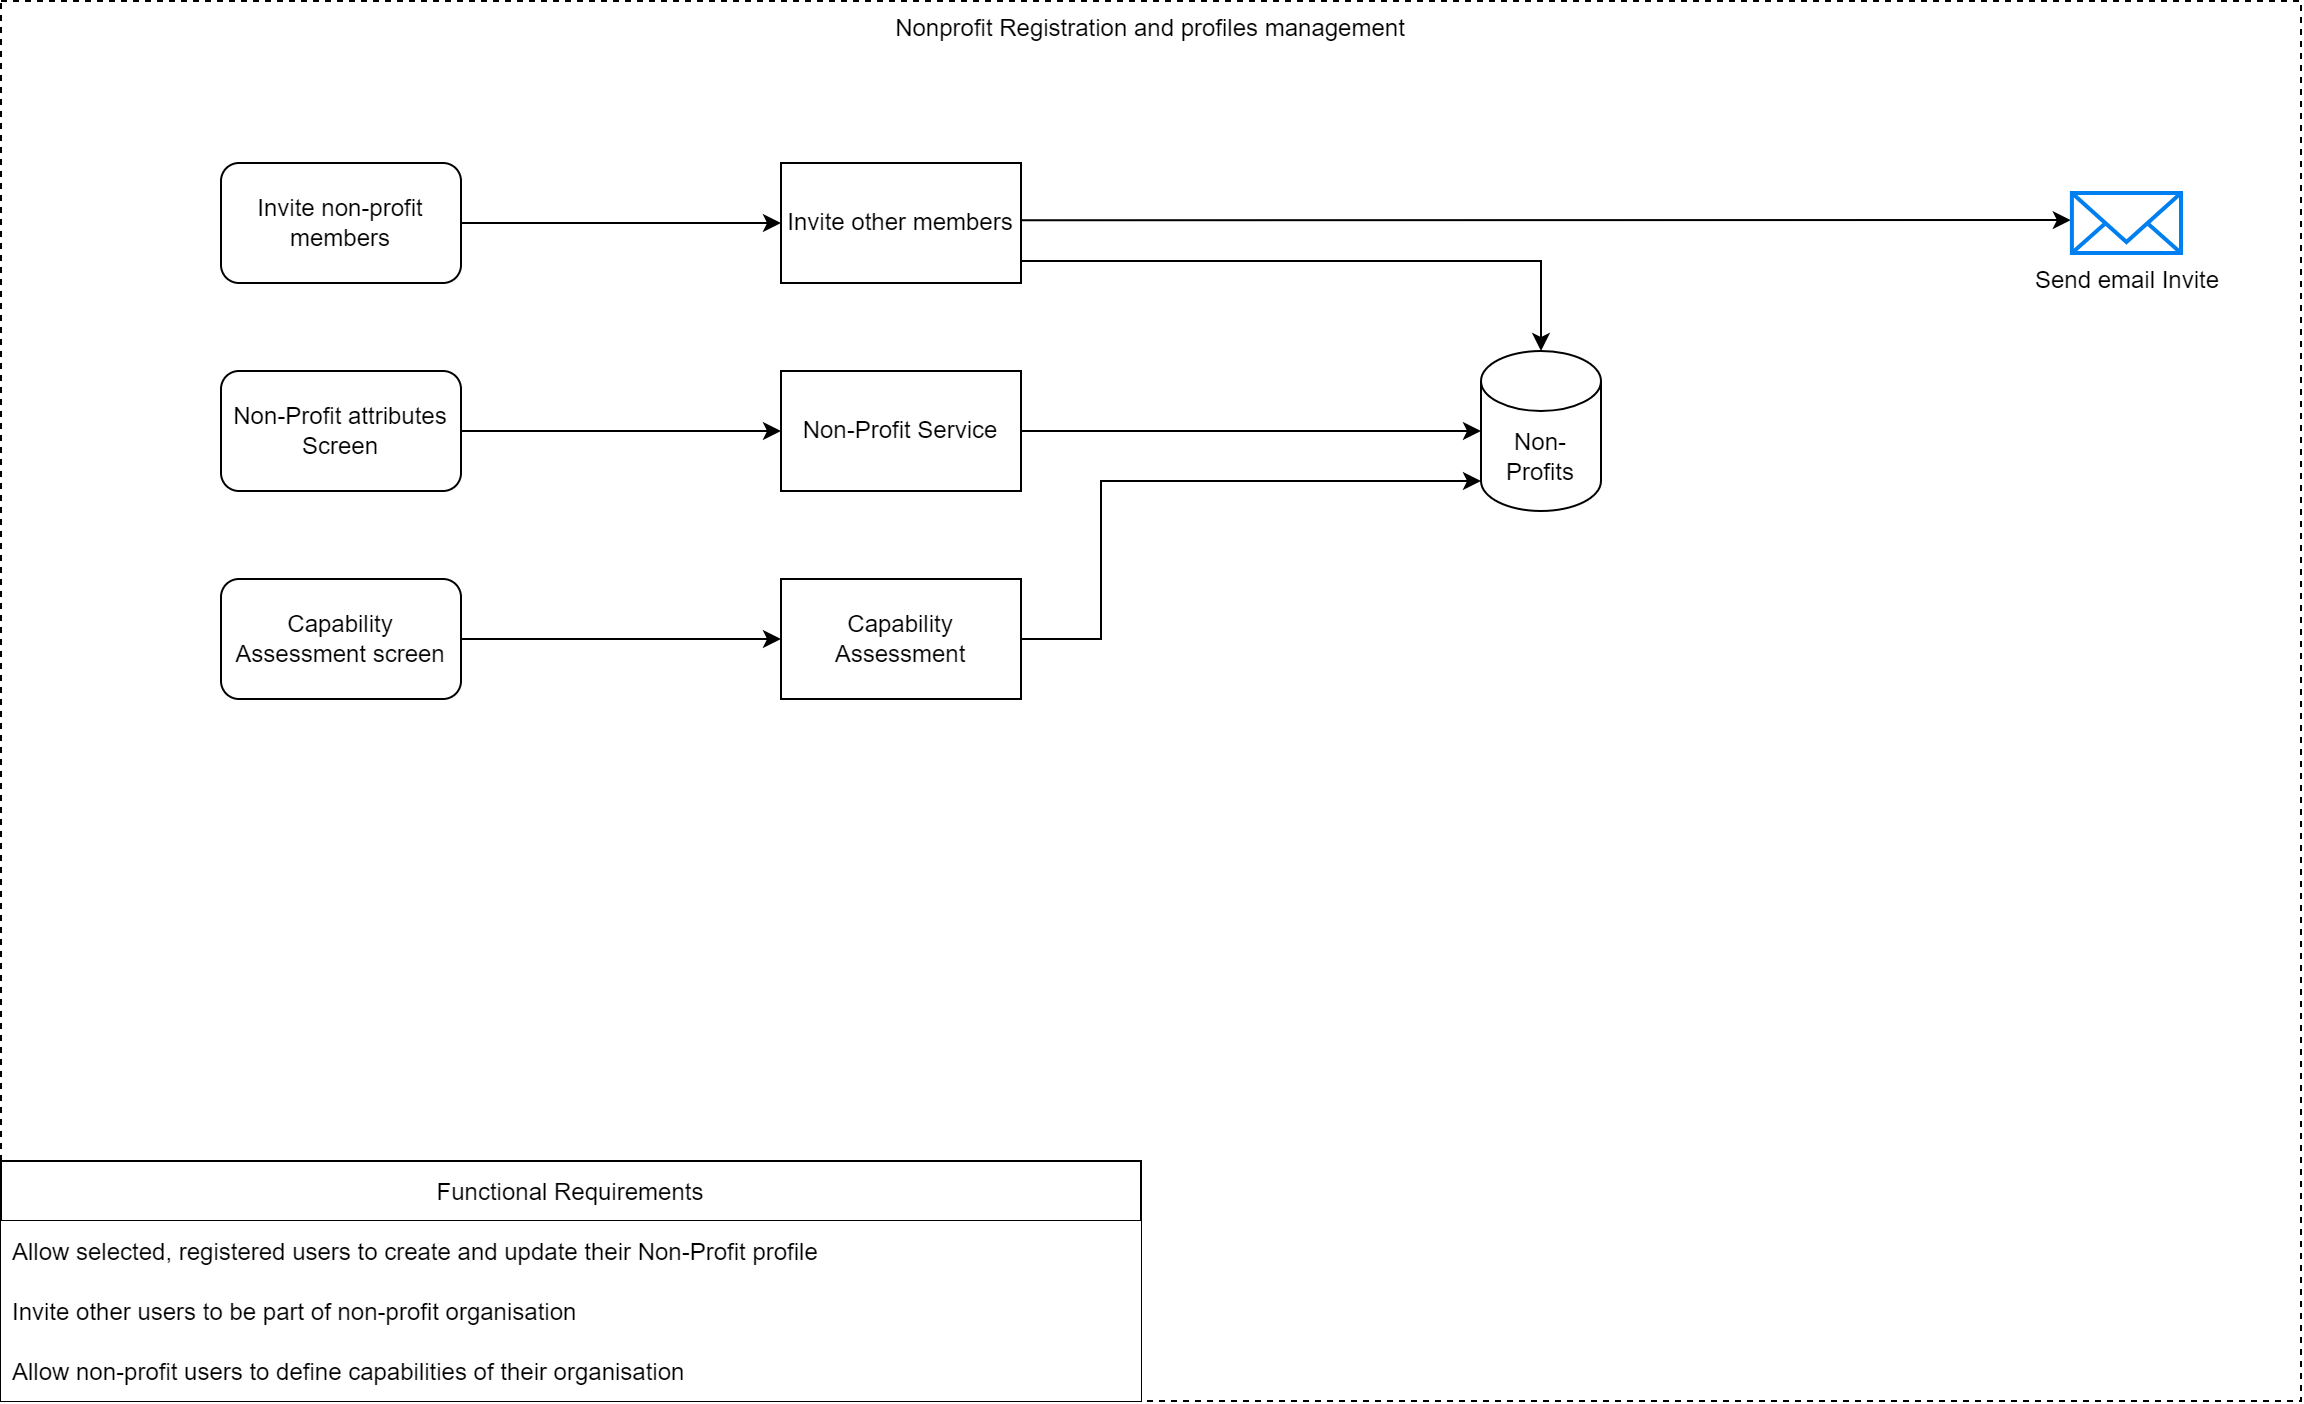 Nonprofit Registration and profiles management
Invite non-profit
members
Invite other members
Send email Invite
Non-Profit attributes
Screen
Non-Profit Service
Non-
Profits
Capability
Assessment screen
Capability
Assessment
Functional Requirements
Allow selected, registered users to create and update their Non-Profit profile
Invite other users to be part of non-profit organisation
Allow non-profit users to define capabilities of their organisation